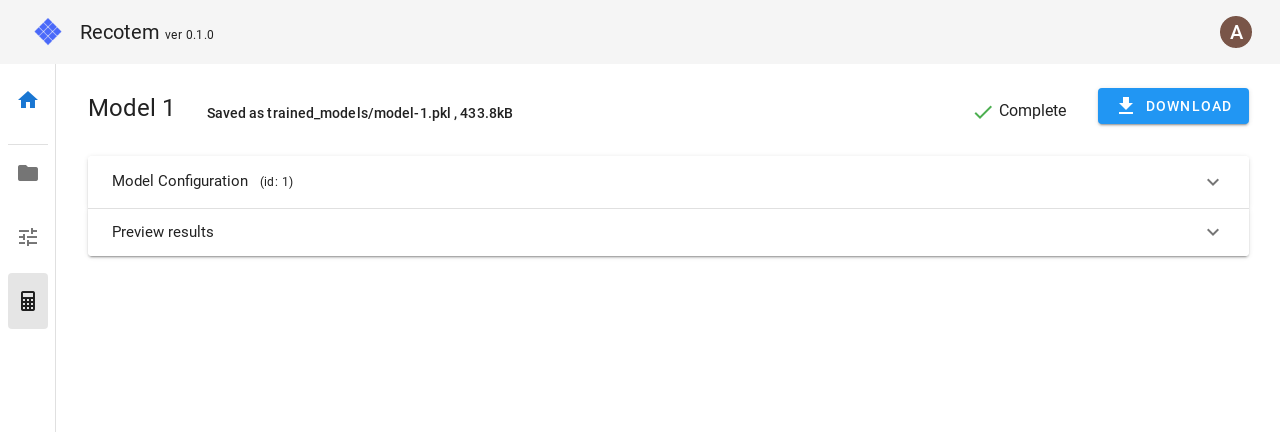 Recotem ver 0.1.0
A
Model 1
Saved as trained_models/model-1.pkl , 433.8kB
Complete
DOWNLOAD
Model Configuration (id: 1)
Preview results